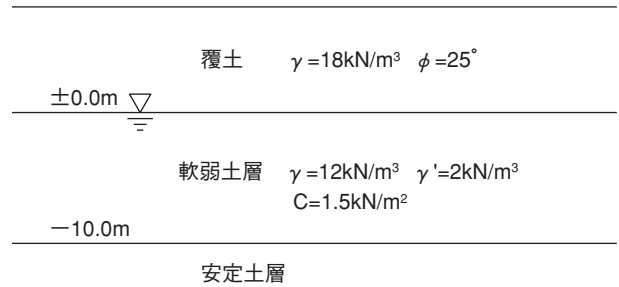 覆土 γ=18kN/m³ φ=25°
±0.0m
軟弱土層 γ=12kN/m³ γ'=2kN/m³
C=1.5kN/m²
−10.0m
安定土層